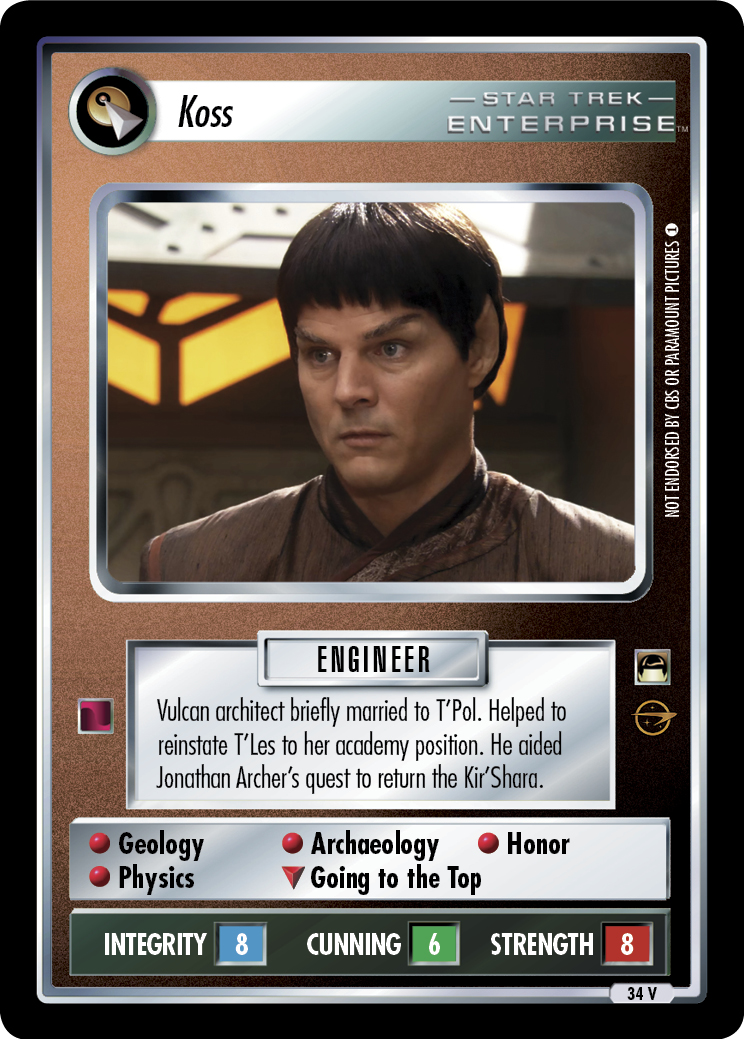 Koss
— STAR TREK —
ENTERPRISE™
NOT ENDORSED BY CBS OR PARAMOUNT PICTURES 1
ENGINEER
Vulcan architect briefly married to T'Pol. Helped to
reinstate T'Les to her academy position. He aided
Jonathan Archer's quest to return the Kir'Shara.
Geology Archaeology Honor
Physics Going to the Top
INTEGRITY 8 CUNNING 6 STRENGTH 8
34 V